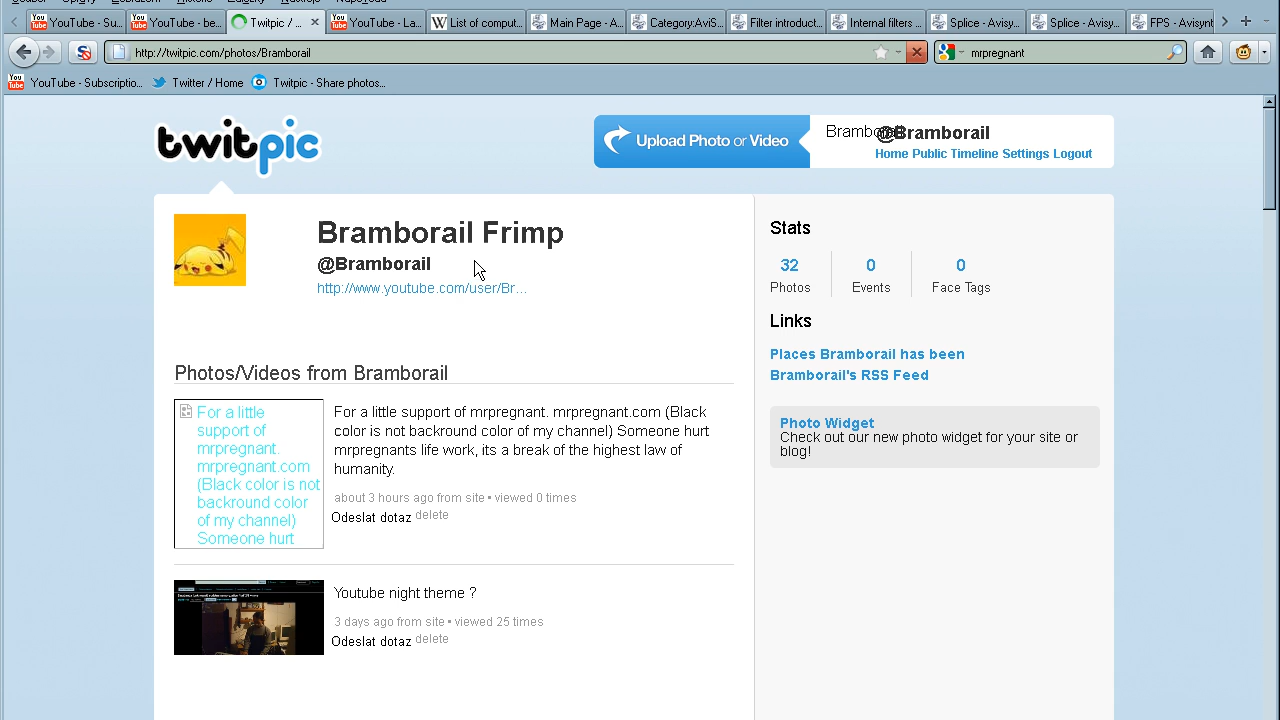 YouTube - Su...
YouTube - be...
Twitpic / ...
YouTube - La...
Main Page - A...
Category:AviS...
Filter introduct...
Internal filte...
Splice - Avisy...
Splice - Avisy...
FPS - Avisynt
http://twitpic.com/photos/Bramborail
mrpregnant
YouTube - Subscriptio...
Twitter / Home
Twitpic - Share photos...
twitpic
Upload Photo or Video
@Bramborail
Home Public Timeline Settings Logout
Bramborail Frimp
@Bramborail
http://www.youtube.com/user/Br...
Stats
32 0 0
Photos Events Face Tags
Links
Places Bramborail has been
Bramborail's RSS Feed
Photo Widget
Check out our new photo widget for your site or
blog!
Photos/Videos from Bramborail
For a little
support of
mrpregnant.
mrpregnant.com
(Black color is not
backround color
of my channel)
Someone hurt
For a little support of mrpregnant. mrpregnant.com (Black
color is not backround color of my channel) Someone hurt
mrpregnants life work, its a break of the highest law of
humanity.
about 3 hours ago from site • viewed 0 times
Odeslat dotaz delete
3 days ago from site • viewed 25 times
Odeslat dotaz delete